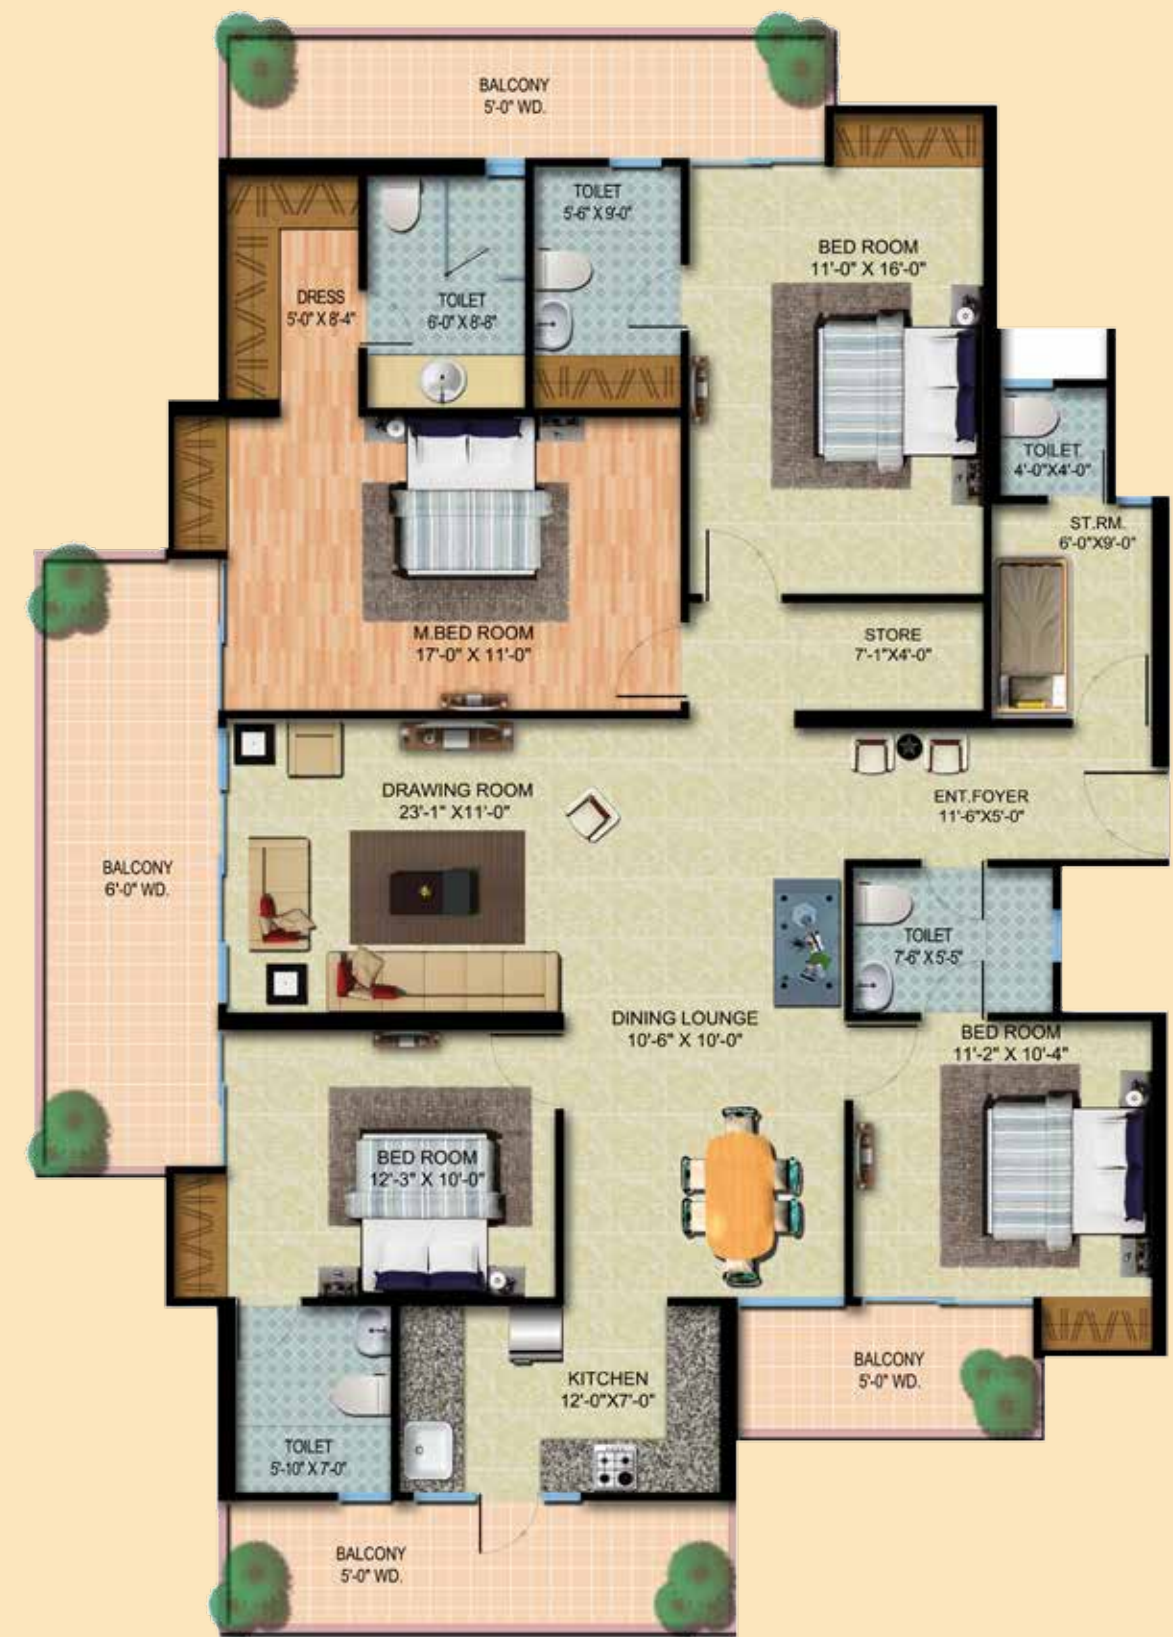 BALCONY
5'-0" WD.
TOILET
5'-6" X 9'-0"
BED ROOM
11'-0" X 16'-0"
DRESS
5'-0" X 8'-4"
TOILET
6'-0" X 8'-8"
TOILET
4'-0"X4'-0"
ST.RM.
6'-0"X9'-0"
M.BED ROOM
17'-0" X 11'-0"
STORE
7'-1"X4'-0"
DRAWING ROOM
23'-1" X11'-0"
ENT.FOYER
11'-6"X5'-0"
BALCONY
6'-0" WD.
TOILET
7'-6" X 5'-5"
DINING LOUNGE
10'-6" X 10'-0"
BED ROOM
11'-2" X 10'-4"
BED ROOM
12'-3" X 10'-0"
BALCONY
5'-0" WD.
KITCHEN
12'-0"X7'-0"
TOILET
5'-10" X 7'-0"
BALCONY
5'-0" WD.